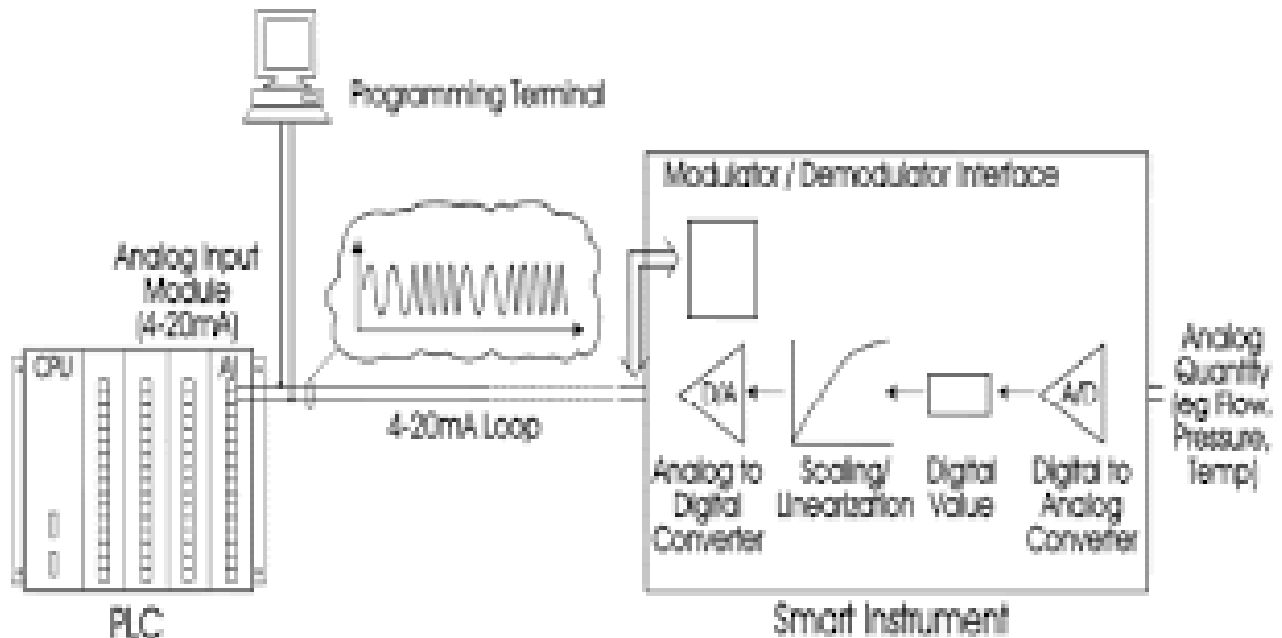 Programming Terminal
Modulator / Demodulator Interface
Analog Input
Module
(4-20mA)
CPU
AI
4-20mA Loop
D/A
A/D
Analog
Quantity
(eg Flow,
Pressure,
Temp)
Analog to
Digital
Converter
Scaling/
Linearization
Digital
Value
Digital to
Analog
Converter
PLC
Smart Instrument